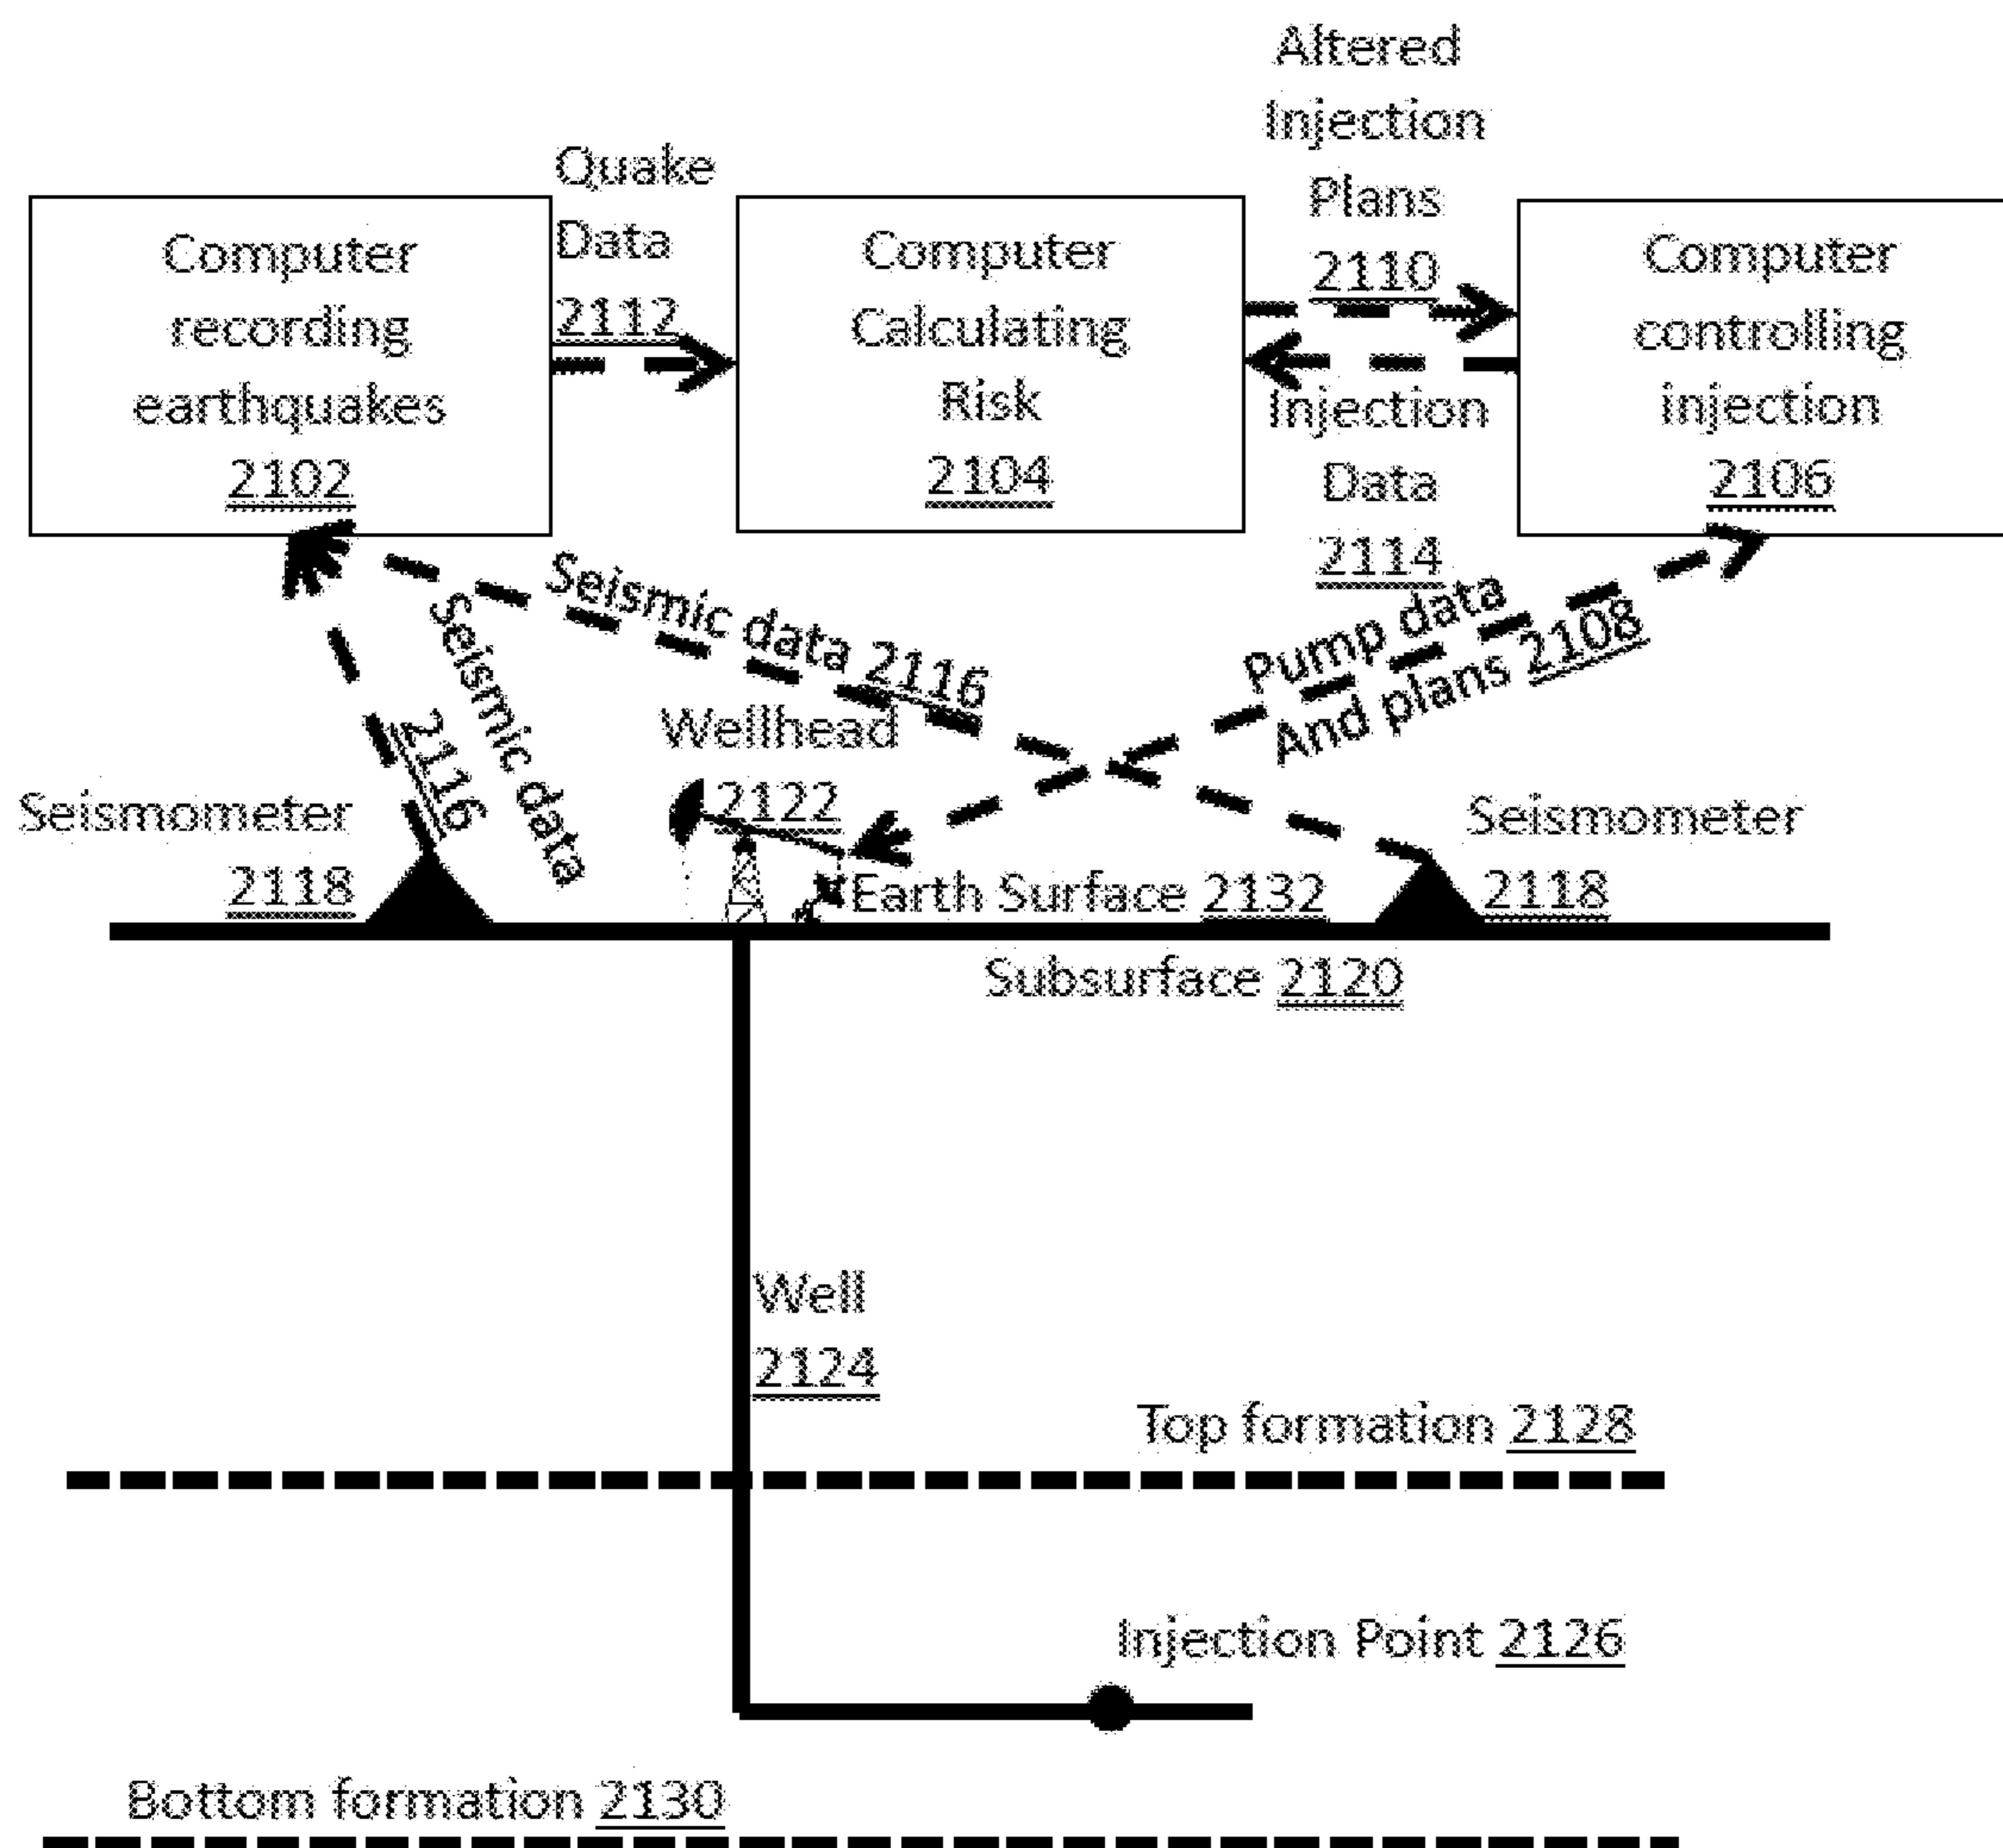 Altered
Injection
Plans
2110
Quake
Data
2112
Computer
recording
earthquakes
2102
Computer
Calculating
Risk
2104
Computer
controlling
injection
2106
Injection
Data
2114
Seismic data 2116
Seismic data
2116
Pump data
And plans 2108
Wellhead
2122
Seismometer
2118
Seismometer
2118
Earth Surface 2132
Subsurface 2120
Well
2124
Top formation 2128
Injection Point 2126
Bottom formation 2130